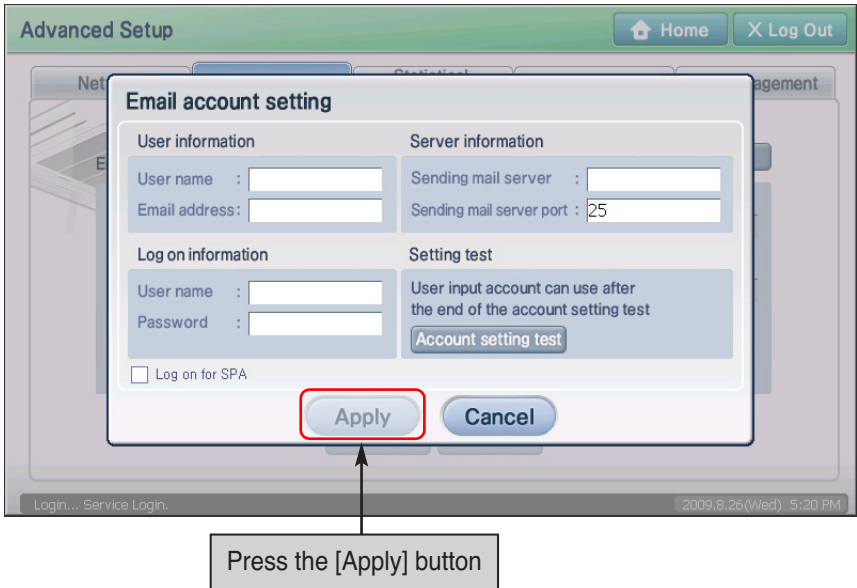 Advanced Setup
Home
X Log Out
Net
agement
E
Email account setting
User information
User name :
Email address :
Server information
Sending mail server :
Sending mail server port : 25
Log on information
User name :
Password :
Setting test
User input account can use after
the end of the account setting test
Account setting test
Log on for SPA
Apply
Cancel
Login... Service Login.
2009.8.26(Wed) 5:20 PM
Press the [Apply] button